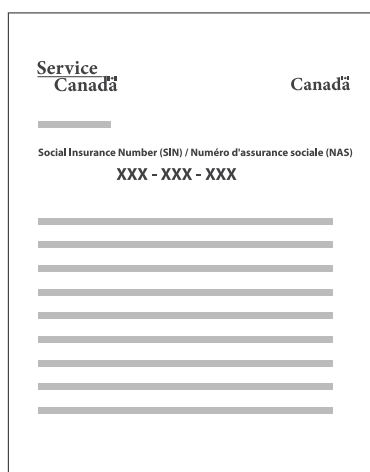 Service
Canada
Canada
Social Insurance Number (SIN) / Numéro d'assurance sociale (NAS)
XXX - XXX - XXX